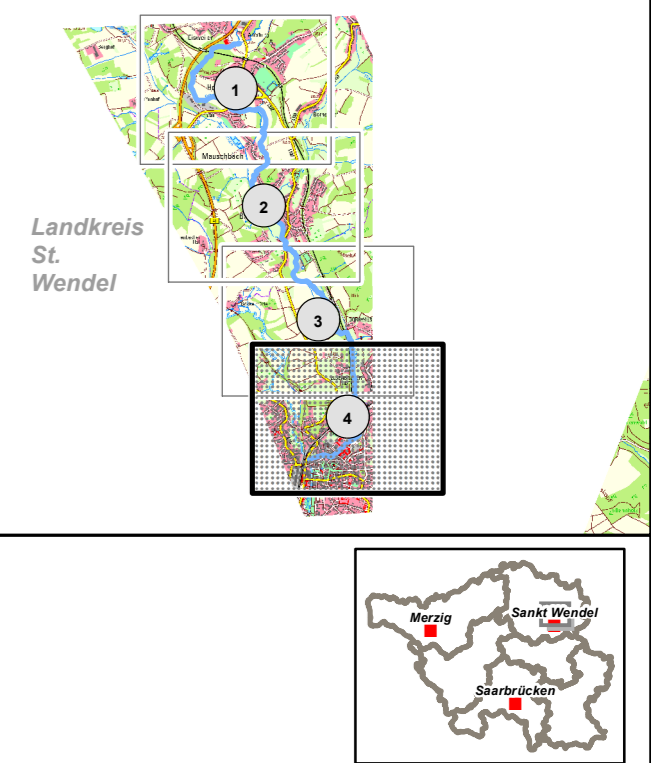 1
Mauschbach
2
Landkreis
St.
Wendel
3
4
Merzig
Sankt Wendel
Saarbrücken